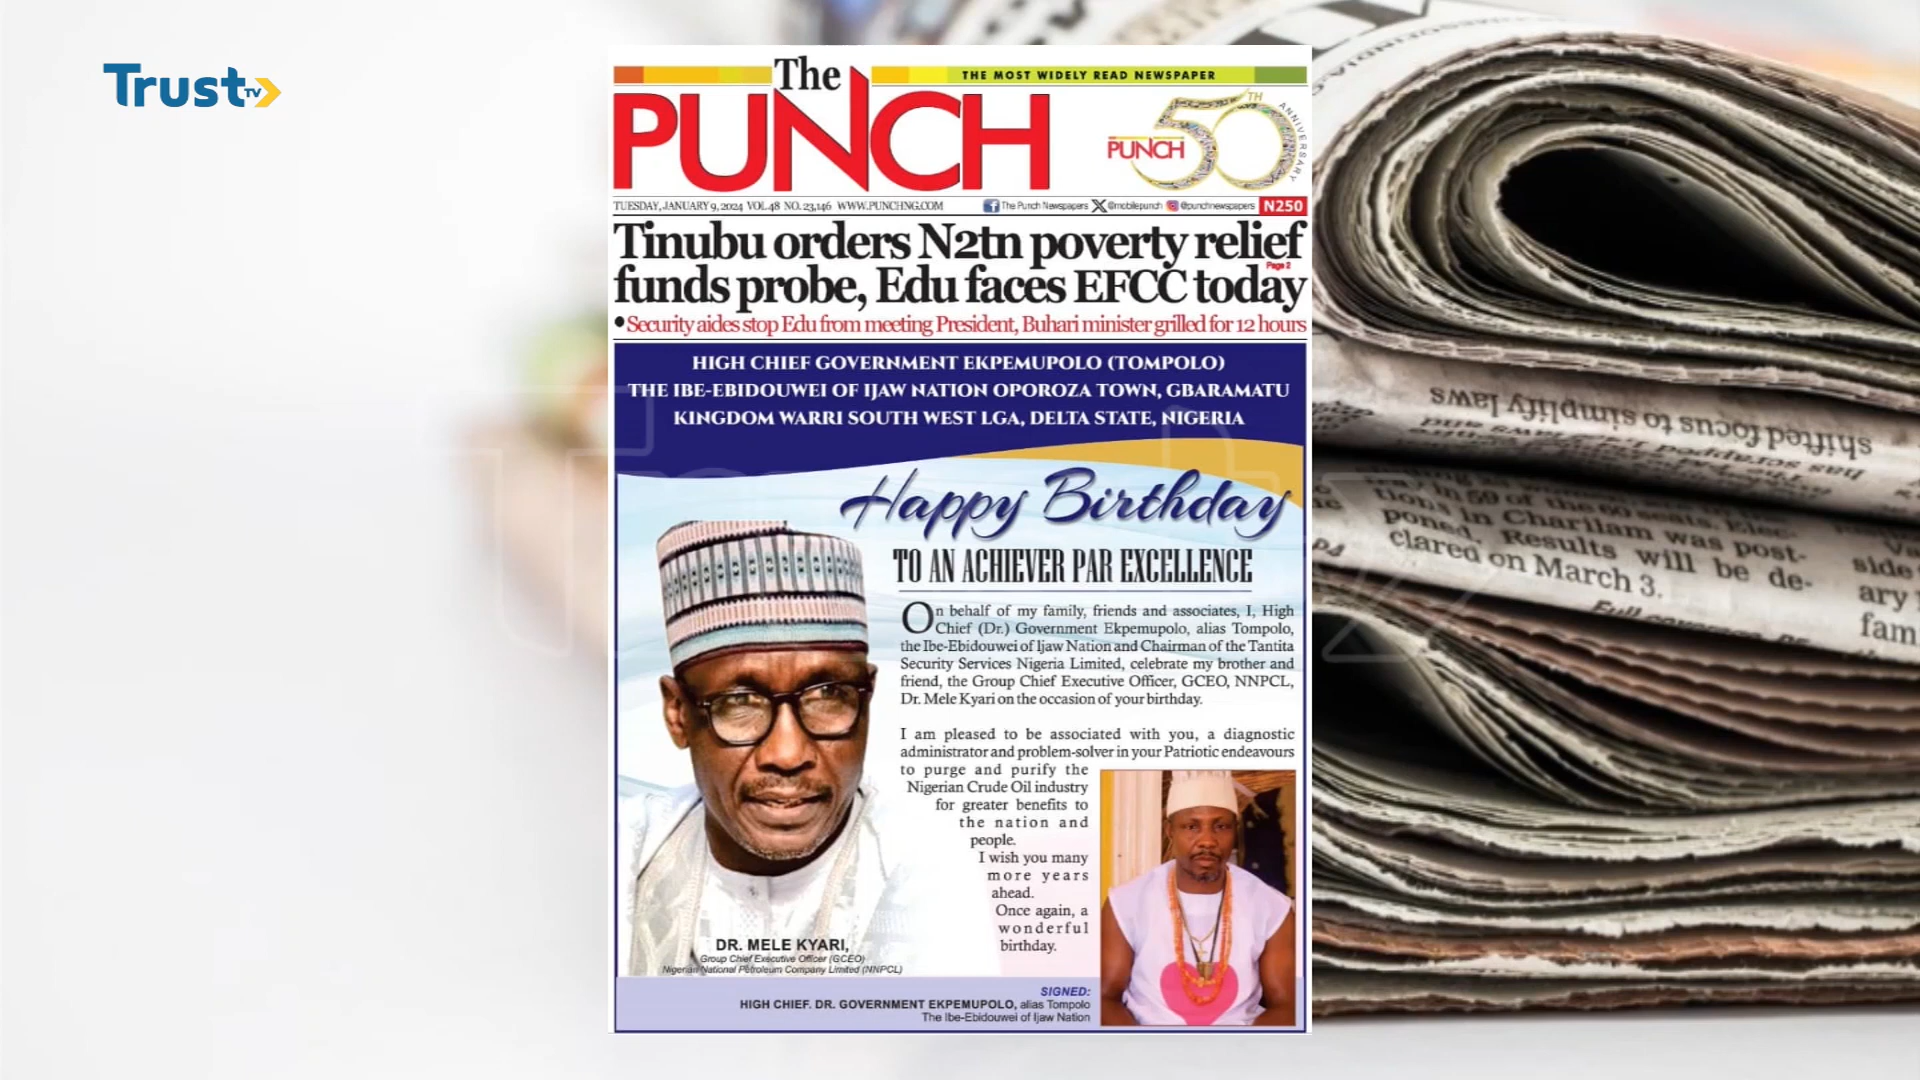 Trust TV
The
PUNCH
THE MOST WIDELY READ NEWSPAPER
PUNCH
50TH
ANNIVERSARY
TUESDAY, JANUARY 9, 2024 VOL. 48 NO. 23,146 WWW.PUNCHNG.COM
The Punch Newspapers @mobilepunch @punchnewspapers N250
Tinubu orders N2tn poverty relief
Page 2
funds probe, Edu faces EFCC today
•Security aides stop Edu from meeting President, Buhari minister grilled for 12 hours
HIGH CHIEF GOVERNMENT EKPEMUPOLO (TOMPOLO)
THE IBE-EBIDOUWEI OF IJAW NATION OPOROZA TOWN, GBARAMATU
KINGDOM WARRI SOUTH WEST LGA, DELTA STATE, NIGERIA
Happy Birthday
TO AN ACHIEVER PAR EXCELLENCE
On behalf of my family, friends and associates, I, High
Chief (Dr.) Government Ekpemupolo, alias Tompolo,
the Ibe-Ebidouwei of Ijaw Nation and Chairman of the Tantita
Security Services Nigeria Limited, celebrate my brother and
friend, the Group Chief Executive Officer, GCEO, NNPCL,
Dr. Mele Kyari on the occasion of your birthday.
I am pleased to be associated with you, a diagnostic
administrator and problem-solver in your Patriotic endeavours
to purge and purify the
Nigerian Crude Oil industry
for greater benefits to
the nation and
people.
I wish you many
more years
ahead.
Once again, a
wonderful
birthday.
DR. MELE KYARI,
Group Chief Executive Officer (GCEO)
Nigerian National Petroleum Company Limited (NNPCL)
SIGNED:
HIGH CHIEF. DR. GOVERNMENT EKPEMUPOLO, alias Tompolo
The Ibe-Ebidouwei of Ijaw Nation
shifted focus to simplify laws
has scrapped
in 59 of the 60 seats. Elec-
tions in Charilam was post-
poned. Results will be de-
clared on March 3.
side
ary
fam